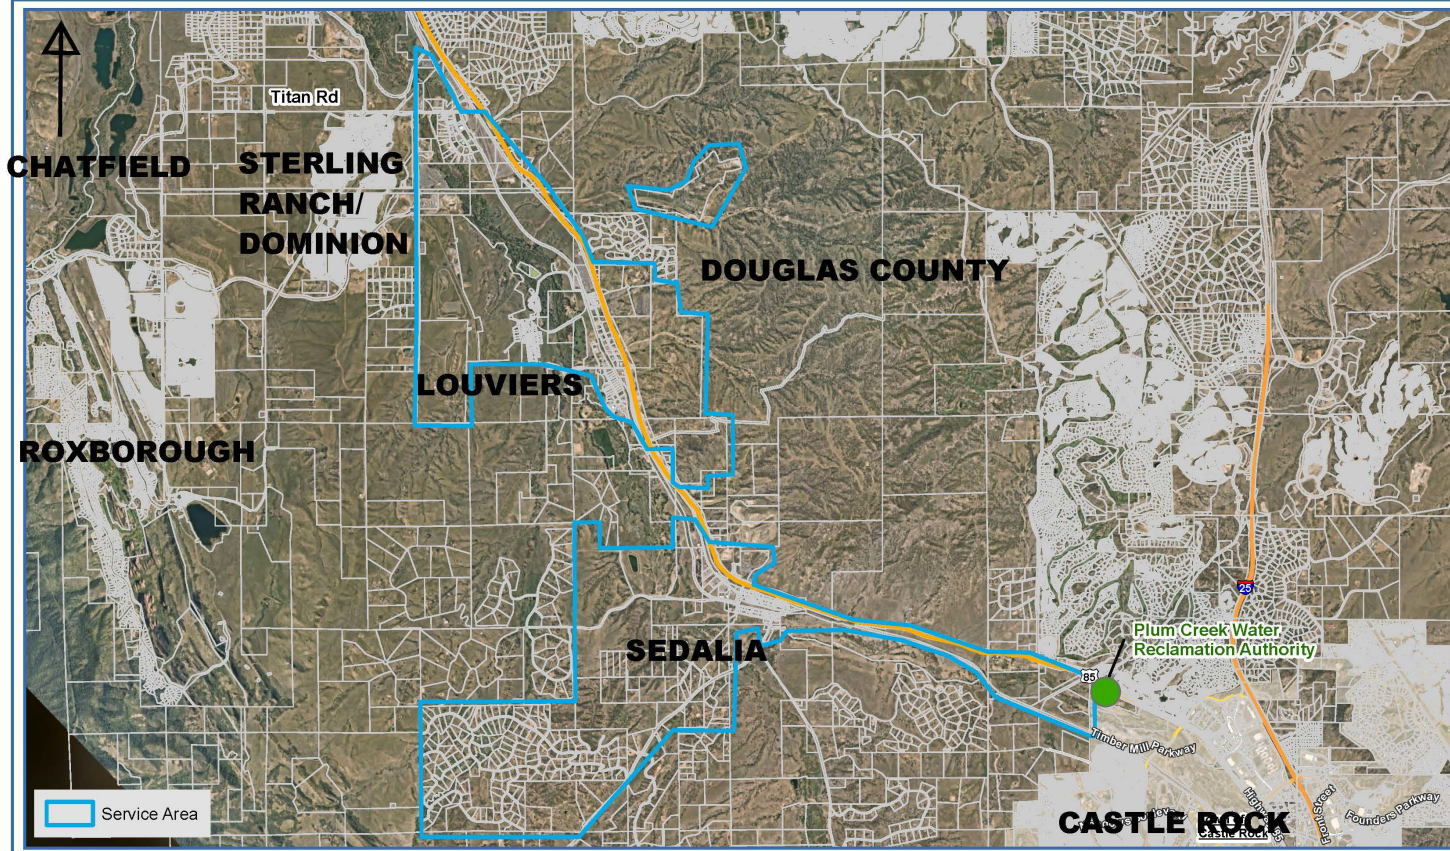 Titan Rd
CHATFIELD
STERLING
RANCH/
DOMINION
DOUGLAS COUNTY
LOUVIERS
ROXBOROUGH
25
Plum Creek Water
Reclamation Authority
SEDALIA
85
Timber Mill Parkway
Service Area
CASTLE ROCK
Castle Rock
Front Street
Founders Parkway